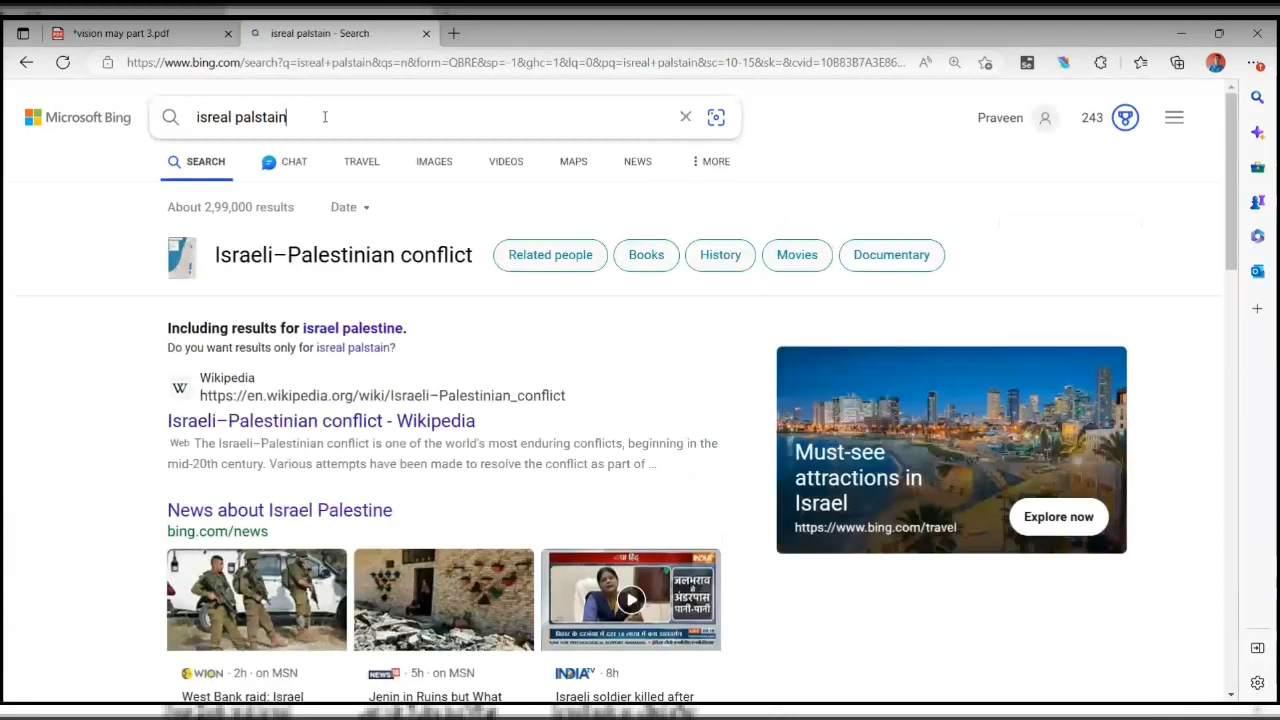 *vision may part 3.pdf
isreal palstain - Search
https://www.bing.com/search?q=isreal+palstain&qs=n&form=QBRE&sp=-1&ghc=1&lq=0&pq=isreal+palstain&sc=10-15&sk=&cvid=10B83B7A3E86...
Microsoft Bing
isreal palstain
Praveen
243
SEARCH
CHAT
TRAVEL
IMAGES
VIDEOS
MAPS
NEWS
MORE
About 2,99,000 results
Date
Israeli–Palestinian conflict
Related people
Books
History
Movies
Documentary
Including results for israel palestine.
Do you want results only for isreal palstain?
W
Wikipedia
https://en.wikipedia.org/wiki/Israeli–Palestinian_conflict
Israeli–Palestinian conflict - Wikipedia
Web The Israeli–Palestinian conflict is one of the world's most enduring conflicts, beginning in the
mid-20th century. Various attempts have been made to resolve the conflict as part of ...
Must-see
attractions in
Israel
https://www.bing.com/travel
Explore now
News about Israel Palestine
bing.com/news
जलभराव
से
अंडरपास
पानी-पानी
WION · 2h · on MSN
NEWS18 · 5h · on MSN
INDIATV · 8h
West Bank raid: Israel
Jenin in Ruins but What
Israeli soldier killed after